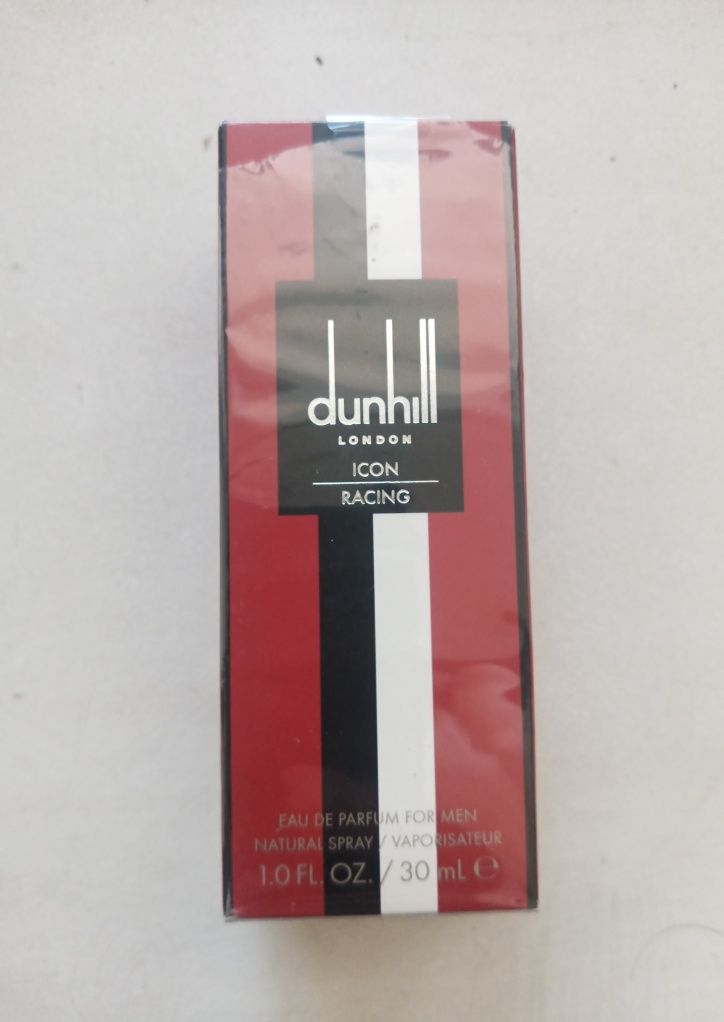 dunhill
LONDON
ICON
RACING
EAU DE PARFUM FOR MEN
NATURAL SPRAY / VAPORISATEUR
1.0 FL. OZ. / 30 mL ℮